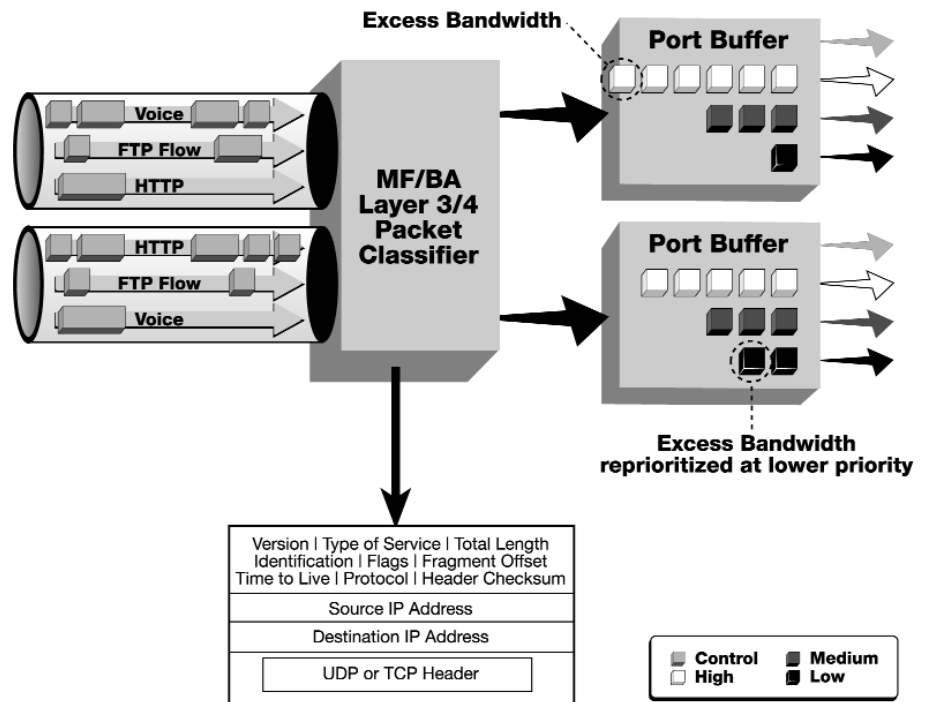 Excess Bandwidth
Port Buffer
Voice
FTP Flow
HTTP
HTTP
FTP Flow
Voice
MF/BA
Layer 3/4
Packet
Classifier
Port Buffer
Excess Bandwidth
reprioritized at lower priority
Version | Type of Service | Total Length
Identification | Flags | Fragment Offset
Time to Live | Protocol | Header Checksum
Source IP Address
Destination IP Address
UDP or TCP Header
Control
Medium
High
Low